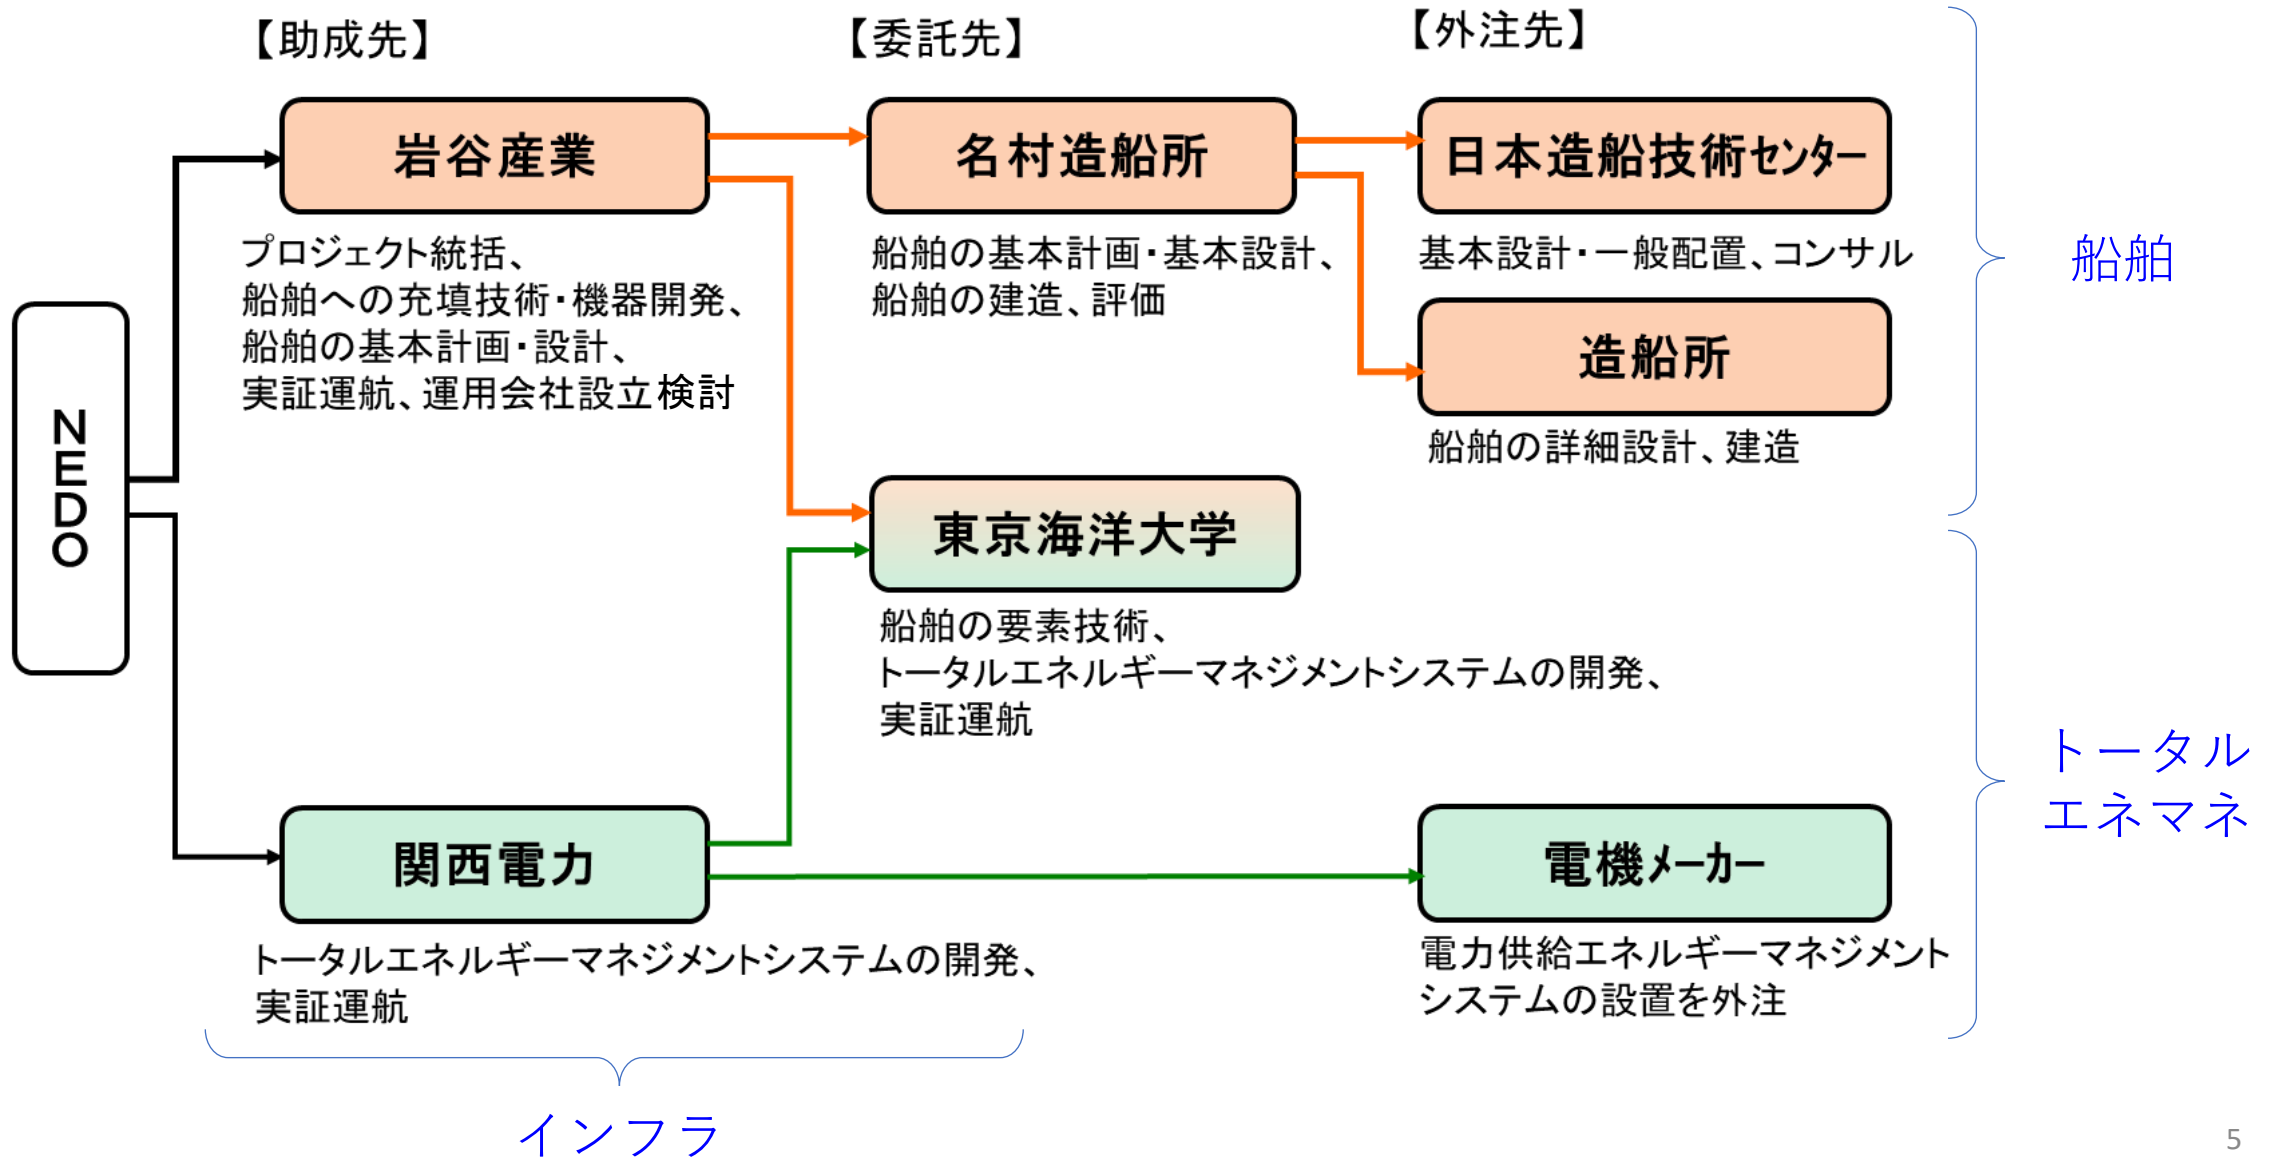 【助成先】
【委託先】
【外注先】
岩谷産業
名村造船所
日本造船技術ｾﾝﾀｰ
プロジェクト統括、
船舶への充填技術・機器開発、
船舶の基本計画・設計、
実証運航、運用会社設立検討
船舶の基本計画・基本設計、
船舶の建造、評価
基本設計・一般配置、コンサル
造船所
船舶の詳細設計、建造
船舶
NEDO
東京海洋大学
船舶の要素技術、
トータルエネルギーマネジメントシステムの開発、
実証運航
トータル
エネマネ
関西電力
電機ﾒｰｶｰ
トータルエネルギーマネジメントシステムの開発、
実証運航
電力供給エネルギーマネジメント
システムの設置を外注
インフラ
5